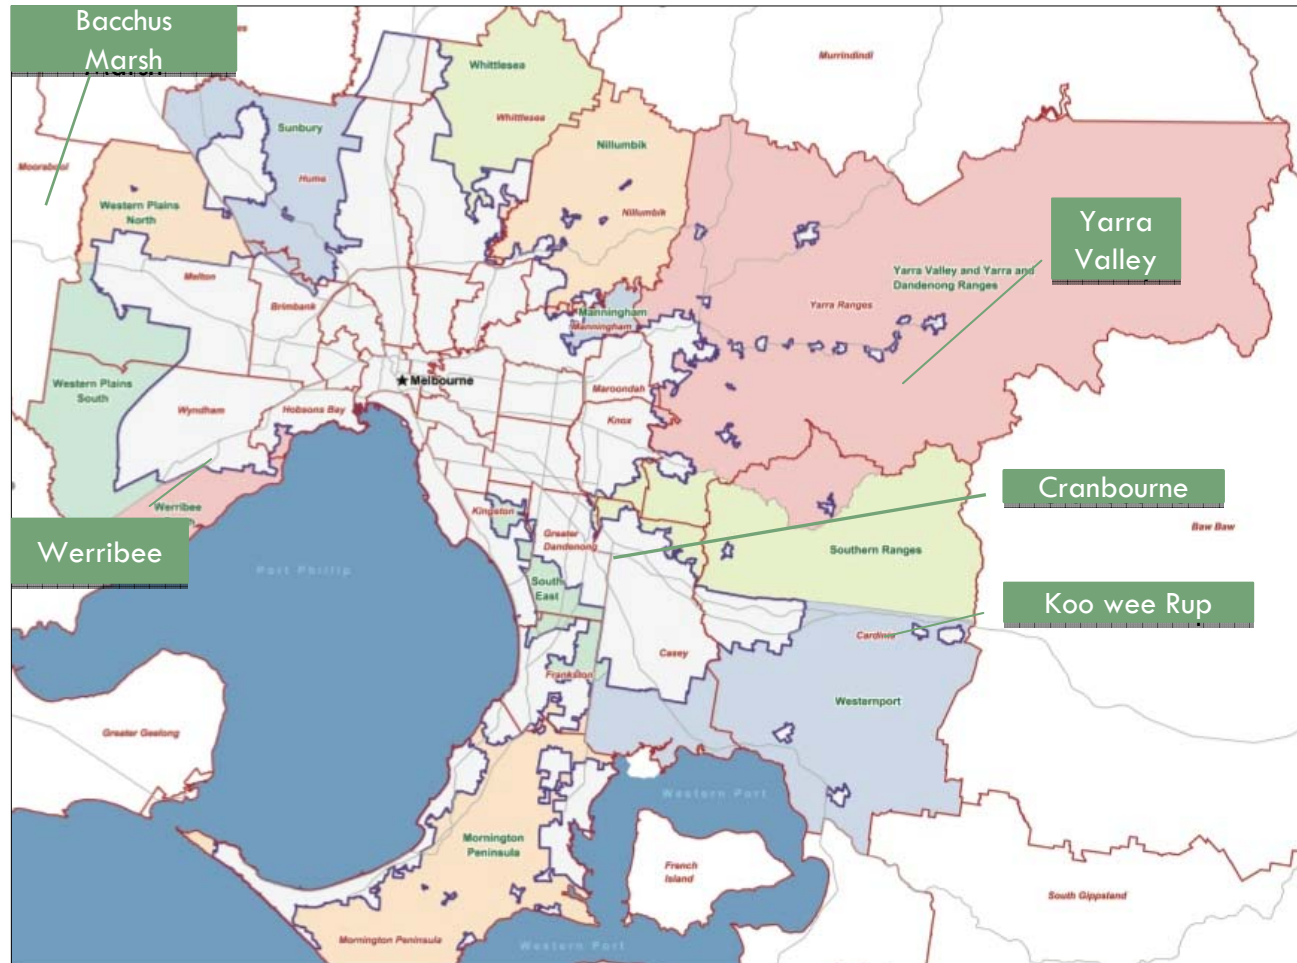 Bacchus
Marsh
Murrindindi
Whittlesea
Whittlesea
Sunbury
Nillumbik
Moorabool
Hume
Western Plains
North
Nillumbik
Yarra
Valley
Yarra Valley and Yarra and
Dandenong Ranges
Melton
Brimbank
Yarra Ranges
Manningham
Manningham
Melbourne
Western Plains
South
Maroondah
Wyndham
Hobsons Bay
Knox
Cranbourne
Werribee
Kingston
Greater
Dandenong
Baw Baw
Werribee
Southern Ranges
Port Phillip
South
East
Koo wee Rup
Cardinia
Casey
Frankston
Westernport
Greater Geelong
Western Port
Mornington
Peninsula
French
Island
South Gippsland
Mornington Peninsula
Western Port